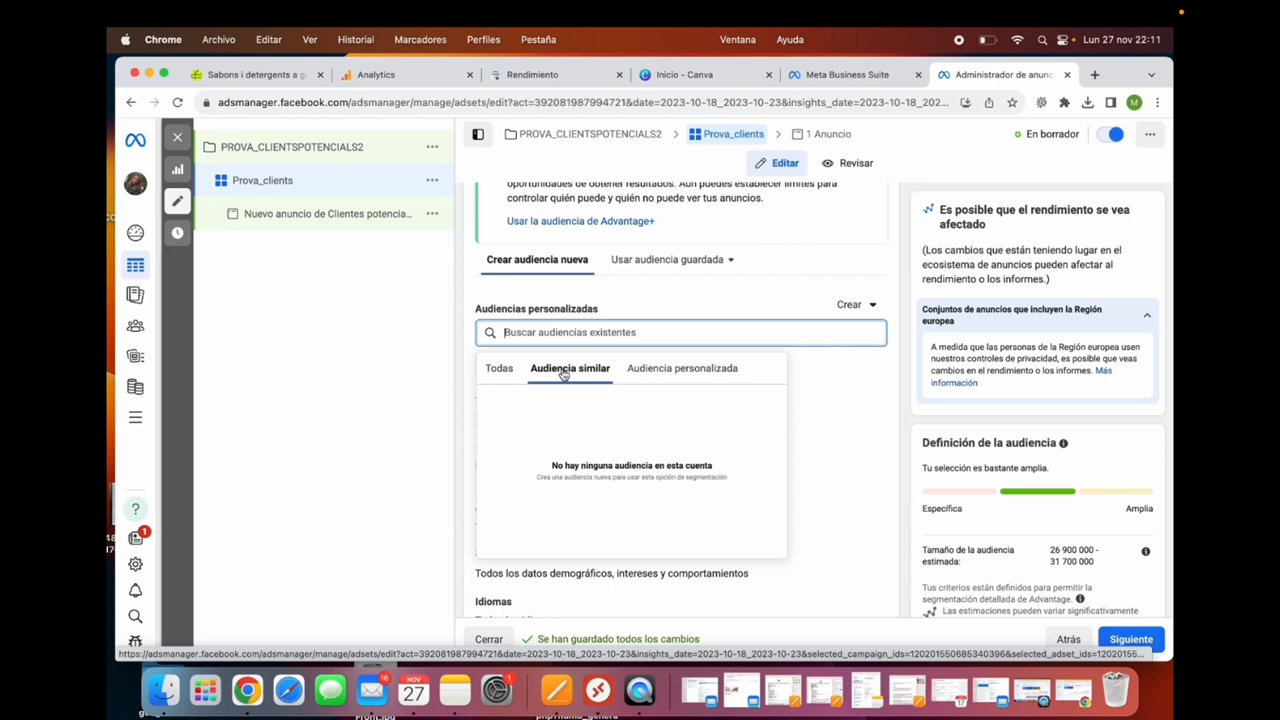 Chrome Archivo Editar Ver Historial Marcadores Perfiles Pestaña Ventana Ayuda Lun 27 nov 22:11
Sabons i detergents a g Analytics Rendimiento Inicio - Canva Meta Business Suite Administrador de anunc
adsmanager.facebook.com/adsmanager/manage/adsets/edit?act=392081987994721&date=2023-10-18_2023-10-23&insights_date=2023-10-18_202...
PROVA_CLIENTSPOTENCIALS2
Prova_clients
Nuevo anuncio de Clientes potencia...
PROVA_CLIENTSPOTENCIALS2 > Prova_clients > 1 Anuncio
En borrador
Editar Revisar
oportunidades de obtener resultados. Aún puedes establecer límites para
controlar quién puede y quién no puede ver tus anuncios.
Usar la audiencia de Advantage+
Crear audiencia nueva Usar audiencia guardada
Audiencias personalizadas Crear
Buscar audiencias existentes
Todas Audiencia similar Audiencia personalizada
No hay ninguna audiencia en esta cuenta
Crea una audiencia nueva para usar esta opción de segmentación
Todos los datos demográficos, intereses y comportamientos
Idiomas
Cerrar Se han guardado todos los cambios Atrás Siguiente
Es posible que el rendimiento se vea
afectado
(Los cambios que están teniendo lugar en el
ecosistema de anuncios pueden afectar al
rendimiento o los informes.)
Conjuntos de anuncios que incluyen la Región
europea
A medida que las personas de la Región europea usen
nuestros controles de privacidad, es posible que veas
cambios en el rendimiento o los informes. Más
información
Definición de la audiencia
Tu selección es bastante amplia.
Específica Amplia
Tamaño de la audiencia 26 900 000 -
estimada: 31 700 000
Tus criterios están definidos para permitir la
segmentación detallada de Advantage.
Las estimaciones pueden variar significativamente
https://adsmanager.facebook.com/adsmanager/manage/adsets/edit?act=392081987994721&date=2023-10-18_2023-10-23&insights_date=2023-10-18_2023-10-23&selected_campaign_ids=120201550685340396&selected_adset_ids=12020155...
1
M
16
NOV
27
1
17